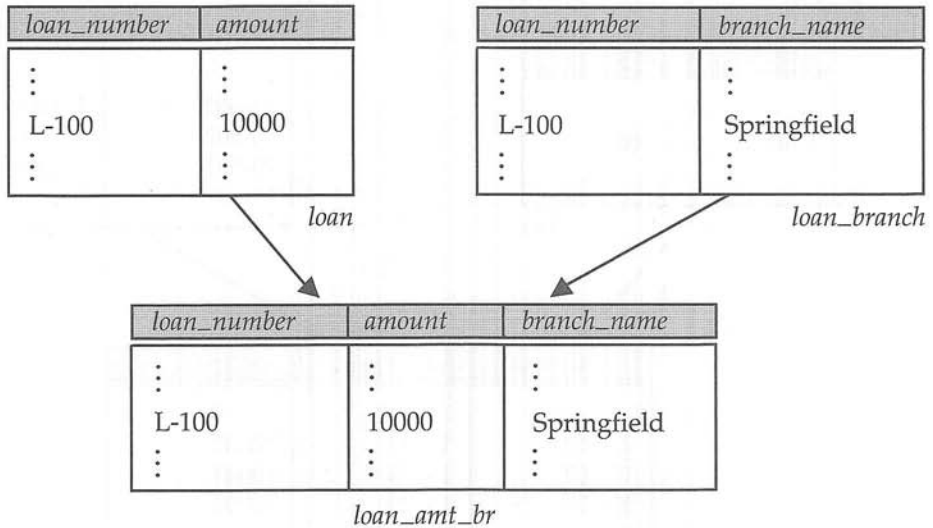 loan_number amount
⋮ ⋮
L-100 10000
⋮ ⋮
loan
loan_number branch_name
⋮ ⋮
L-100 Springfield
⋮ ⋮
loan_branch
loan_number amount branch_name
⋮ ⋮ ⋮
L-100 10000 Springfield
⋮ ⋮ ⋮
loan_amt_br